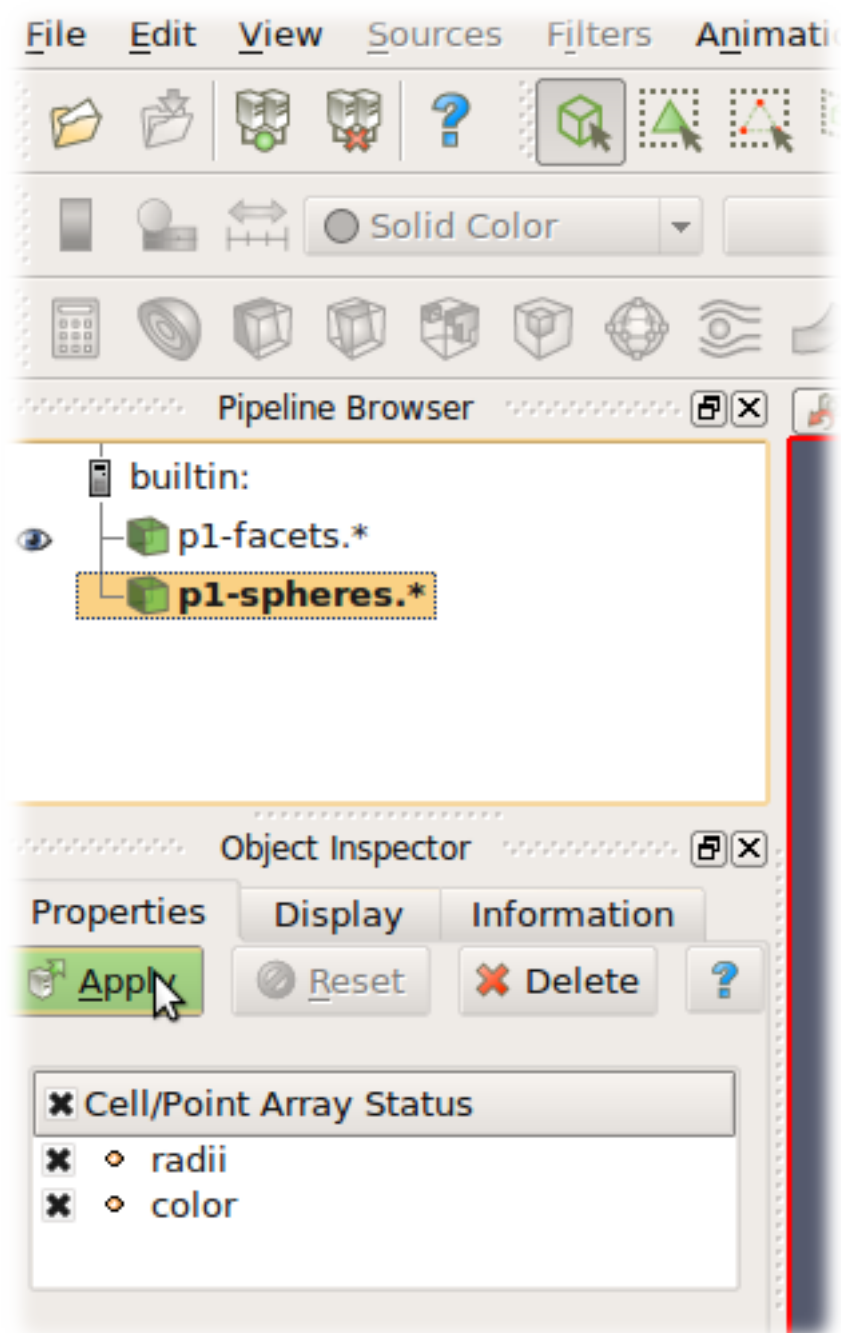 File Edit View Sources Filters
Solid Color
Pipeline Browser
builtin:
p1-facets.*
p1-spheres.*
Object Inspector
Properties Display Information
Apply Reset Delete ?
Cell/Point Array Status
radii
color